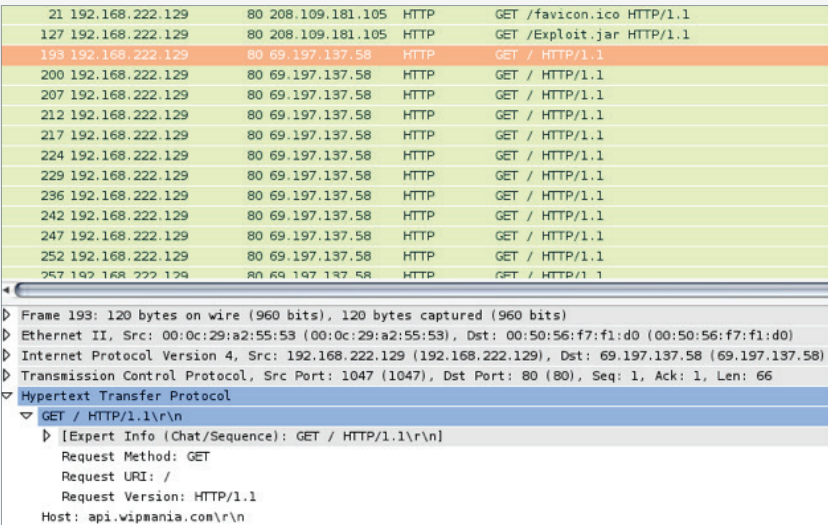 21 192.168.222.129 80 208.109.181.105 HTTP GET /favicon.ico HTTP/1.1
127 192.168.222.129 80 208.109.181.105 HTTP GET /Exploit.jar HTTP/1.1
193 192.168.222.129 80 69.197.137.58 HTTP GET / HTTP/1.1
200 192.168.222.129 80 69.197.137.58 HTTP GET / HTTP/1.1
207 192.168.222.129 80 69.197.137.58 HTTP GET / HTTP/1.1
212 192.168.222.129 80 69.197.137.58 HTTP GET / HTTP/1.1
217 192.168.222.129 80 69.197.137.58 HTTP GET / HTTP/1.1
224 192.168.222.129 80 69.197.137.58 HTTP GET / HTTP/1.1
229 192.168.222.129 80 69.197.137.58 HTTP GET / HTTP/1.1
236 192.168.222.129 80 69.197.137.58 HTTP GET / HTTP/1.1
242 192.168.222.129 80 69.197.137.58 HTTP GET / HTTP/1.1
247 192.168.222.129 80 69.197.137.58 HTTP GET / HTTP/1.1
252 192.168.222.129 80 69.197.137.58 HTTP GET / HTTP/1.1
257 192.168.222.129 80 69.197.137.58 HTTP GET / HTTP/1.1
Frame 193: 120 bytes on wire (960 bits), 120 bytes captured (960 bits)
Ethernet II, Src: 00:0c:29:a2:55:53 (00:0c:29:a2:55:53), Dst: 00:50:56:f7:f1:d0 (00:50:56:f7:f1:d0)
Internet Protocol Version 4, Src: 192.168.222.129 (192.168.222.129), Dst: 69.197.137.58 (69.197.137.58)
Transmission Control Protocol, Src Port: 1047 (1047), Dst Port: 80 (80), Seq: 1, Ack: 1, Len: 66
Hypertext Transfer Protocol
GET / HTTP/1.1\r\n
[Expert Info (Chat/Sequence): GET / HTTP/1.1\r\n]
Request Method: GET
Request URI: /
Request Version: HTTP/1.1
Host: api.wipmania.com\r\n